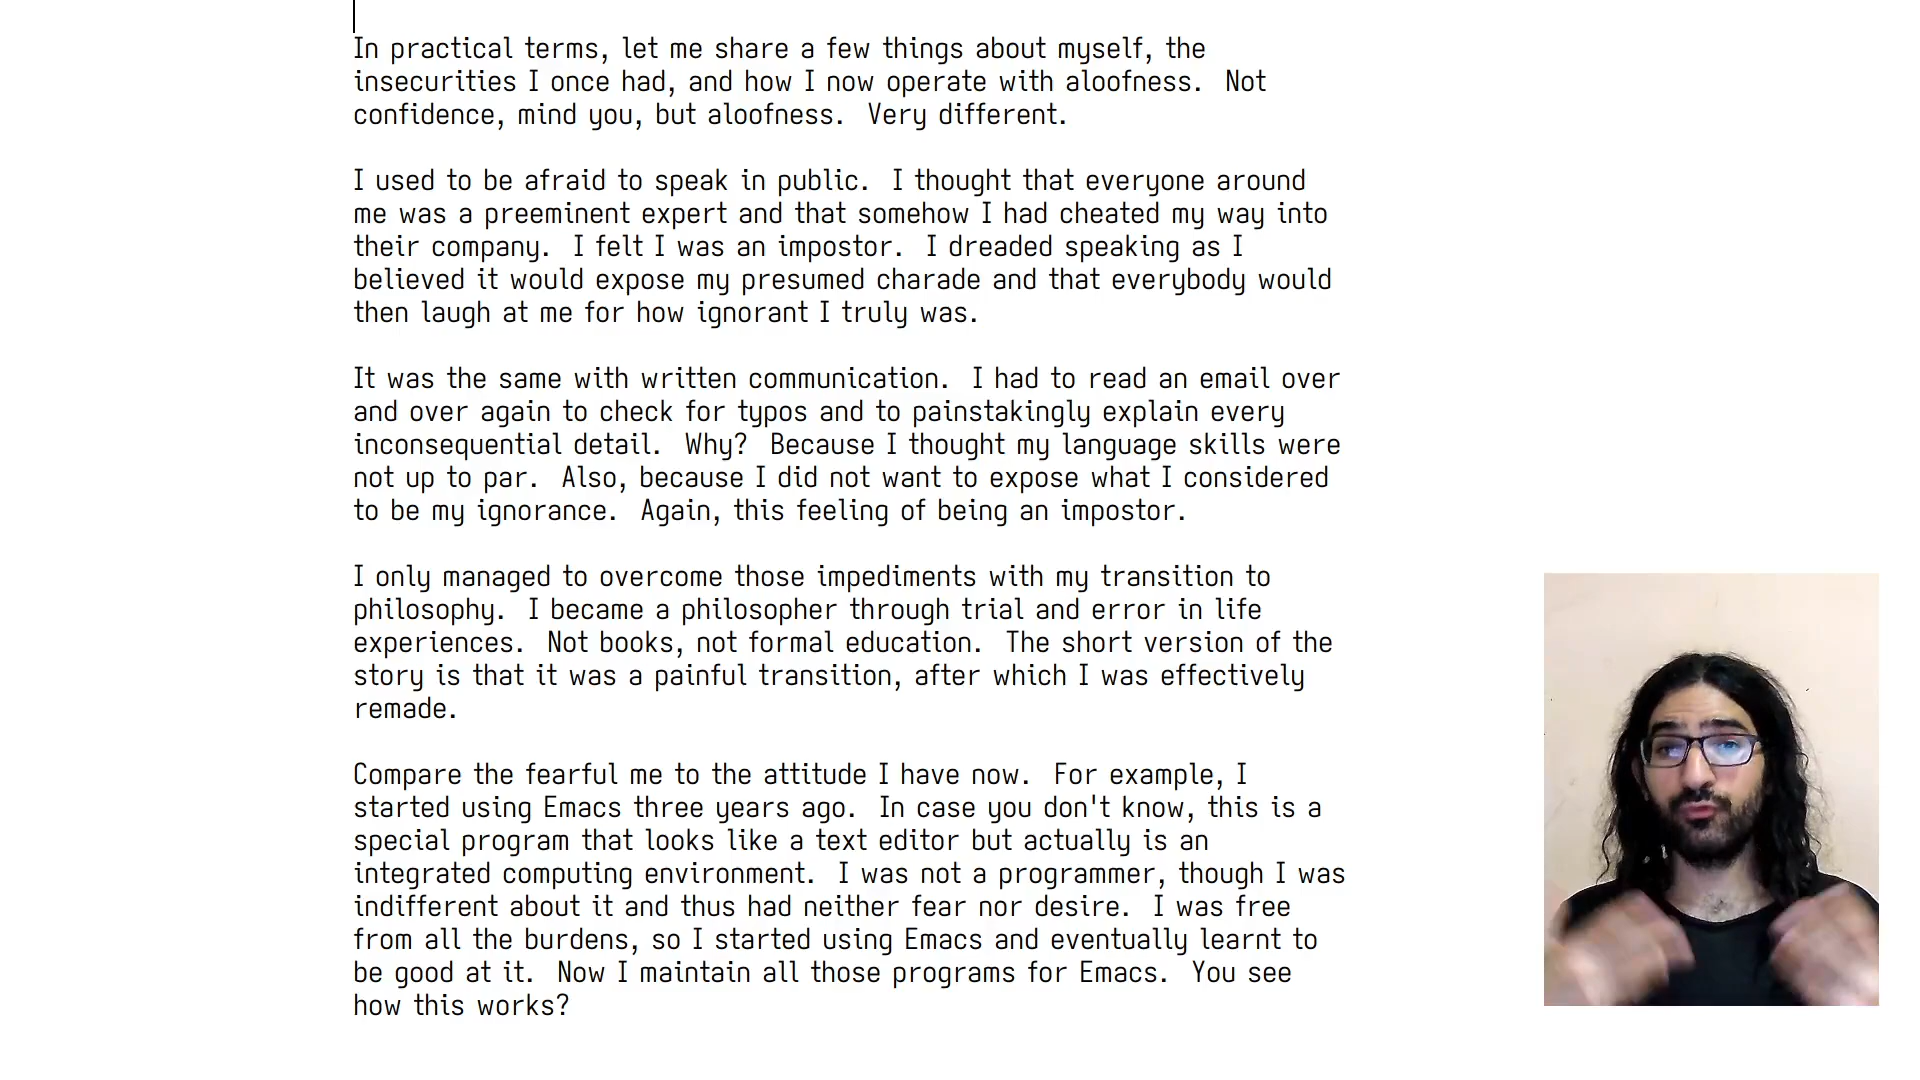 In practical terms, let me share a few things about myself, the
insecurities I once had, and how I now operate with aloofness.  Not
confidence, mind you, but aloofness.  Very different.
I used to be afraid to speak in public.  I thought that everyone around
me was a preeminent expert and that somehow I had cheated my way into
their company.  I felt I was an impostor.  I dreaded speaking as I
believed it would expose my presumed charade and that everybody would
then laugh at me for how ignorant I truly was.
It was the same with written communication.  I had to read an email over
and over again to check for typos and to painstakingly explain every
inconsequential detail.  Why?  Because I thought my language skills were
not up to par.  Also, because I did not want to expose what I considered
to be my ignorance.  Again, this feeling of being an impostor.
I only managed to overcome those impediments with my transition to
philosophy.  I became a philosopher through trial and error in life
experiences.  Not books, not formal education.  The short version of the
story is that it was a painful transition, after which I was effectively
remade.
Compare the fearful me to the attitude I have now.  For example, I
started using Emacs three years ago.  In case you don't know, this is a
special program that looks like a text editor but actually is an
integrated computing environment.  I was not a programmer, though I was
indifferent about it and thus had neither fear nor desire.  I was free
from all the burdens, so I started using Emacs and eventually learnt to
be good at it.  Now I maintain all those programs for Emacs.  You see
how this works?